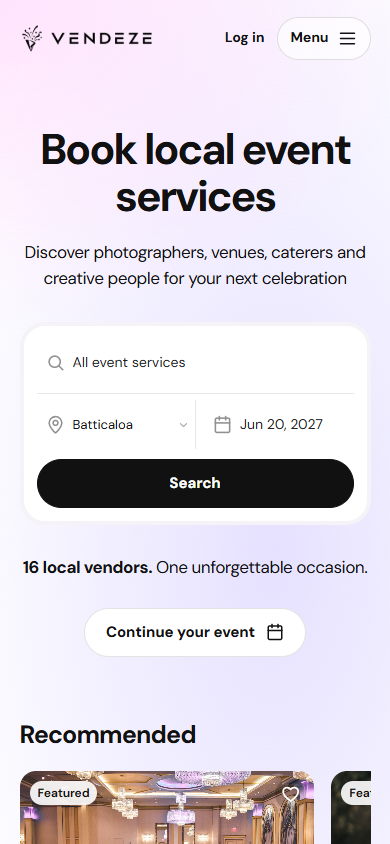 VENDEZE
Log in
Menu
Book local event
services
Discover photographers, venues, caterers and
creative people for your next celebration
All event services
Batticaloa
Jun 20, 2027
Search
16 local vendors. One unforgettable occasion.
Continue your event
Recommended
Featured